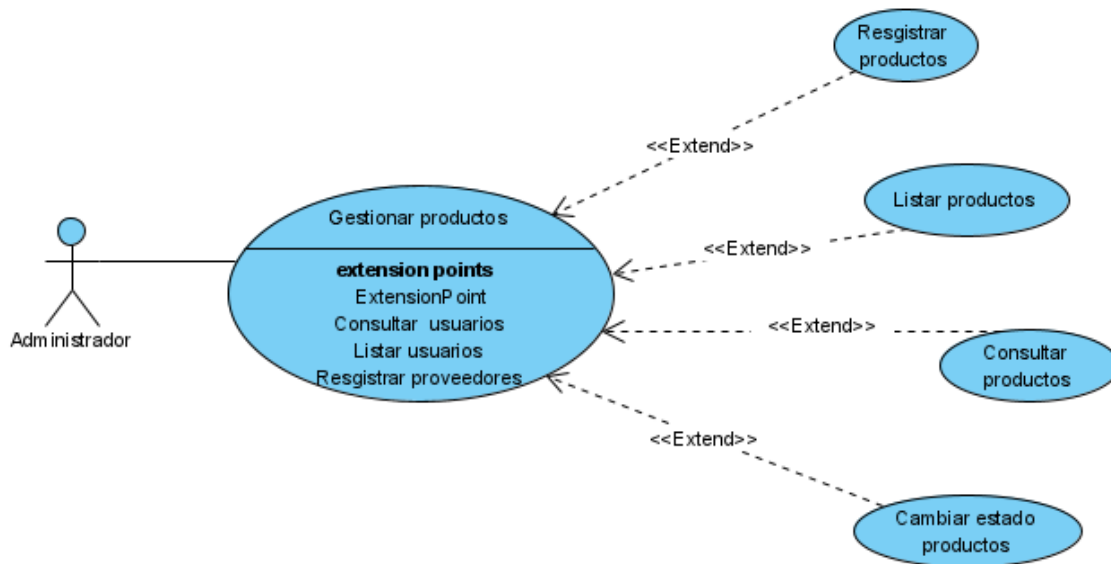 Resgistrar
productos
<<Extend>>
Listar productos
Gestionar productos
<<Extend>>
extension points
ExtensionPoint
Consultar usuarios
<<Extend>>
Administrador
Listar usuarios
Consultar
productos
Resgistrar proveedores
<<Extend>>
Cambiar estado
productos